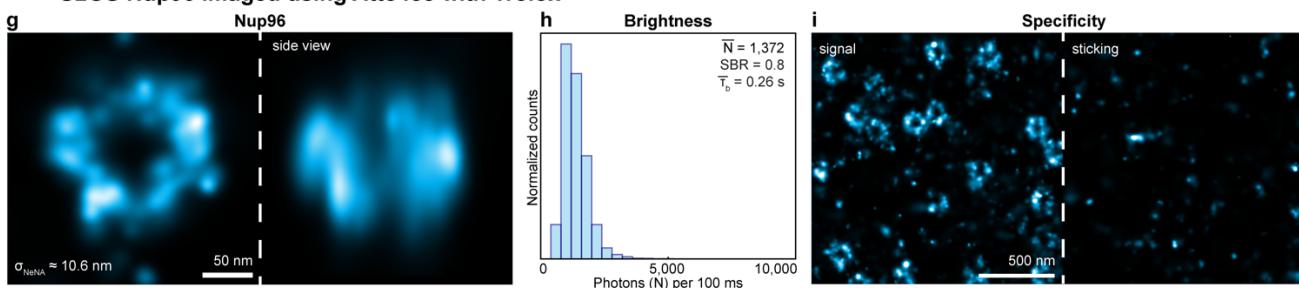 g
Nup96
side view
σNeNA ≈ 10.6 nm
50 nm
h
Brightness
N̅ = 1,372
SBR = 0.8
τ̅b = 0.26 s
Normalized counts
0
5,000
10,000
Photons (N) per 100 ms
i
Specificity
signal
sticking
500 nm